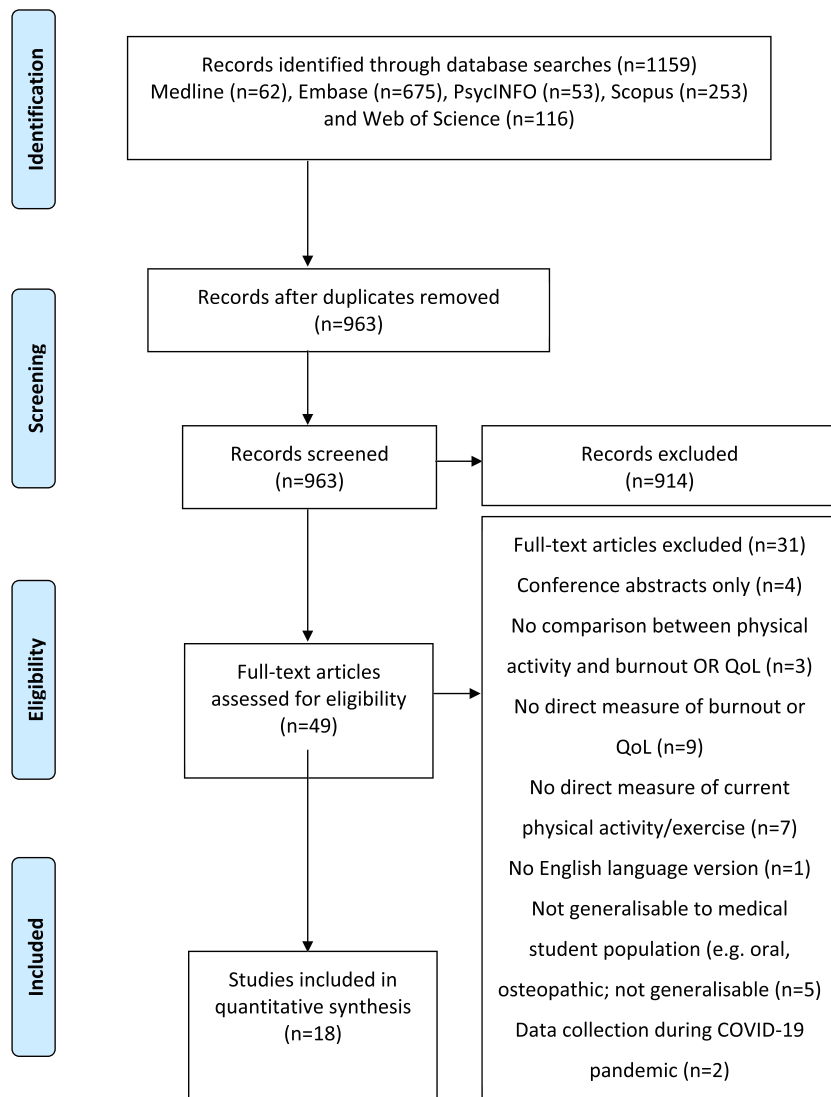 Identification
Records identified through database searches (n=1159)
Medline (n=62), Embase (n=675), PsycINFO (n=53), Scopus (n=253)
and Web of Science (n=116)
Screening
Records after duplicates removed
(n=963)
Records screened
(n=963)
Records excluded
(n=914)
Eligibility
Full-text articles
assessed for eligibility
(n=49)
Full-text articles excluded (n=31)
Conference abstracts only (n=4)
No comparison between physical
activity and burnout OR QoL (n=3)
No direct measure of burnout or
QoL (n=9)
No direct measure of current
physical activity/exercise (n=7)
No English language version (n=1)
Not generalisable to medical
student population (e.g. oral,
osteopathic; not generalisable (n=5)
Data collection during COVID-19
pandemic (n=2)
Included
Studies included in
quantitative synthesis
(n=18)